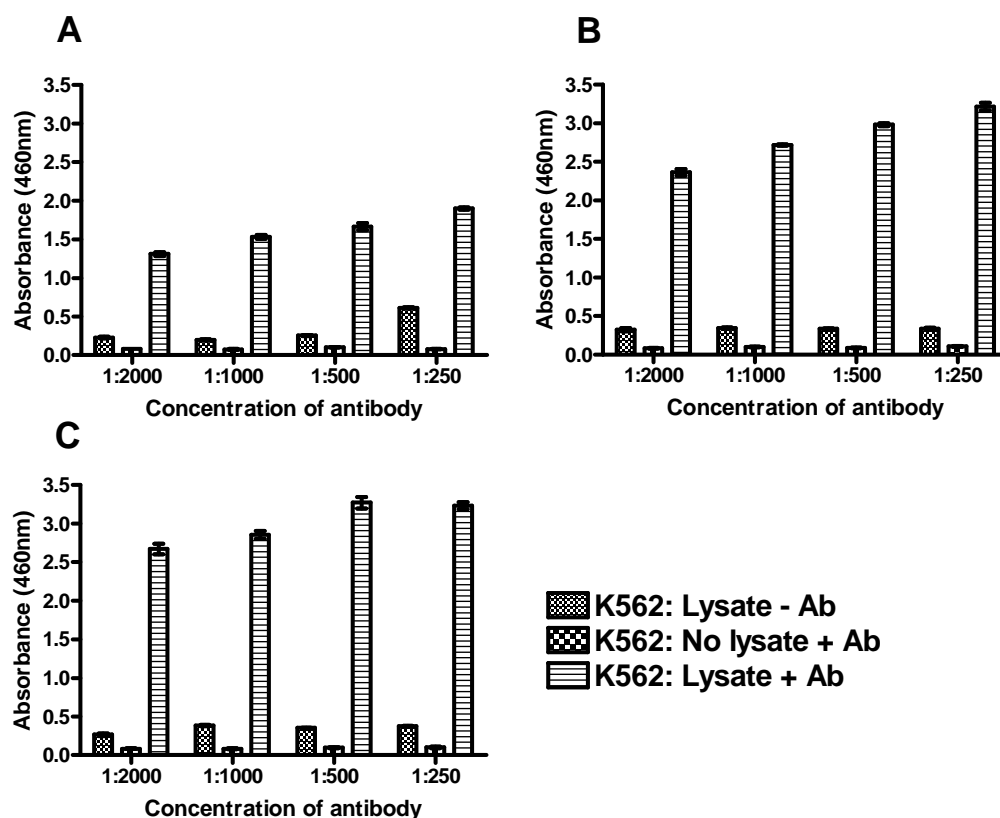 A
Absorbance (460nm)
3.5
3.0
2.5
2.0
1.5
1.0
0.5
0.0
1:2000 1:1000 1:500 1:250
Concentration of antibody
B
Absorbance (460nm)
3.5
3.0
2.5
2.0
1.5
1.0
0.5
0.0
1:2000 1:1000 1:500 1:250
Concentration of antibody
C
Absorbance (460nm)
3.5
3.0
2.5
2.0
1.5
1.0
0.5
0.0
1:2000 1:1000 1:500 1:250
Concentration of antibody
K562: Lysate - Ab
K562: No lysate + Ab
K562: Lysate + Ab